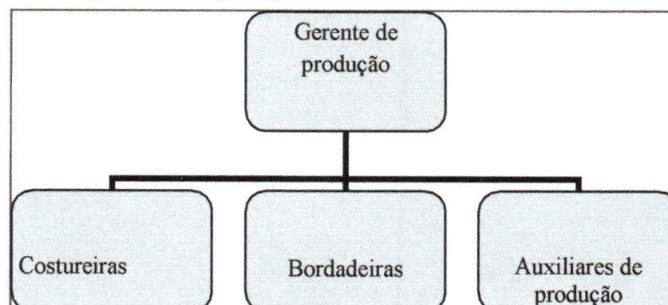 Gerente de
produção
Costureiras
Bordadeiras
Auxiliares de
produção